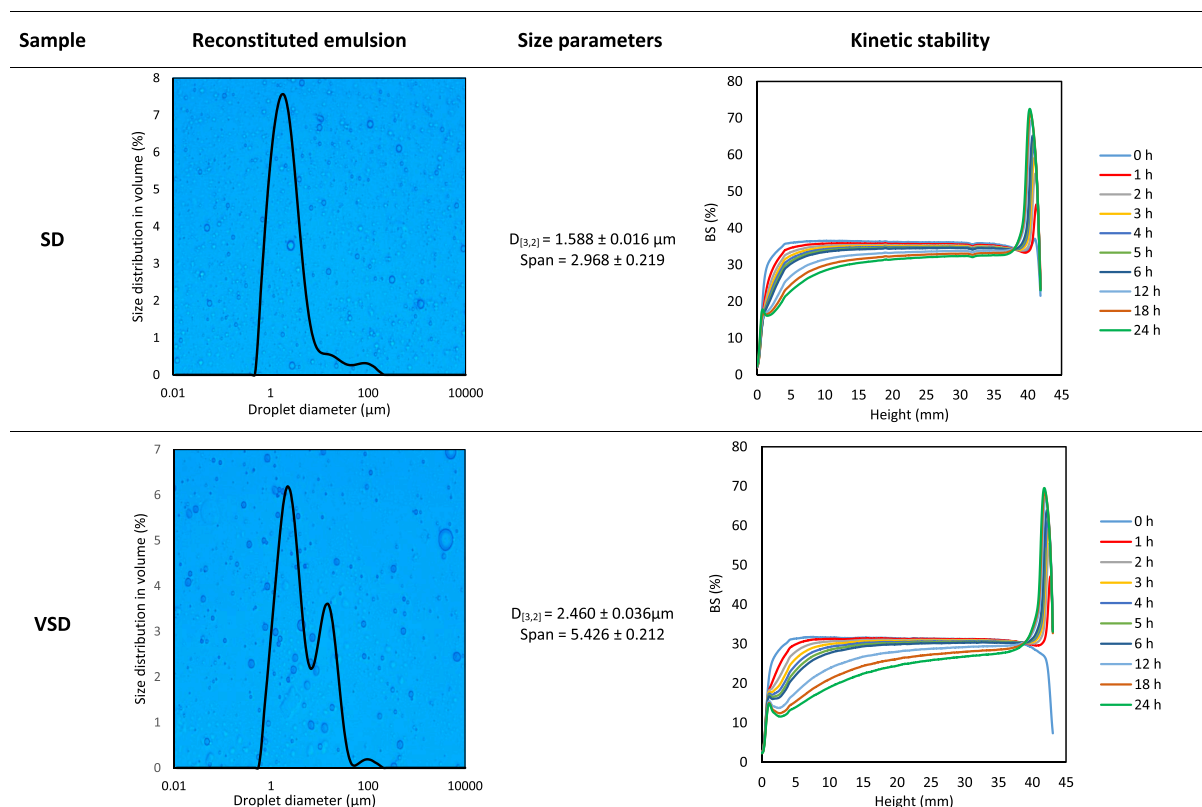 Sample Reconstituted emulsion Size parameters Kinetic stability
SD
Size distribution in volume (%)
8
7
6
5
4
3
2
1
0
0.01 1 100 10000
Droplet diameter (µm)
D[3,2] = 1.588 ± 0.016 µm
Span = 2.968 ± 0.219
BS (%)
80
70
60
50
40
30
20
10
0
0 5 10 15 20 25 30 35 40 45
Height (mm)
0 h
1 h
2 h
3 h
4 h
5 h
6 h
12 h
18 h
24 h
VSD
Size distribution in volume (%)
7
6
5
4
3
2
1
0
0.01 1 100 10000
Droplet diameter (µm)
D[3,2] = 2.460 ± 0.036µm
Span = 5.426 ± 0.212
BS (%)
80
70
60
50
40
30
20
10
0
0 5 10 15 20 25 30 35 40 45
Height (mm)
0 h
1 h
2 h
3 h
4 h
5 h
6 h
12 h
18 h
24 h